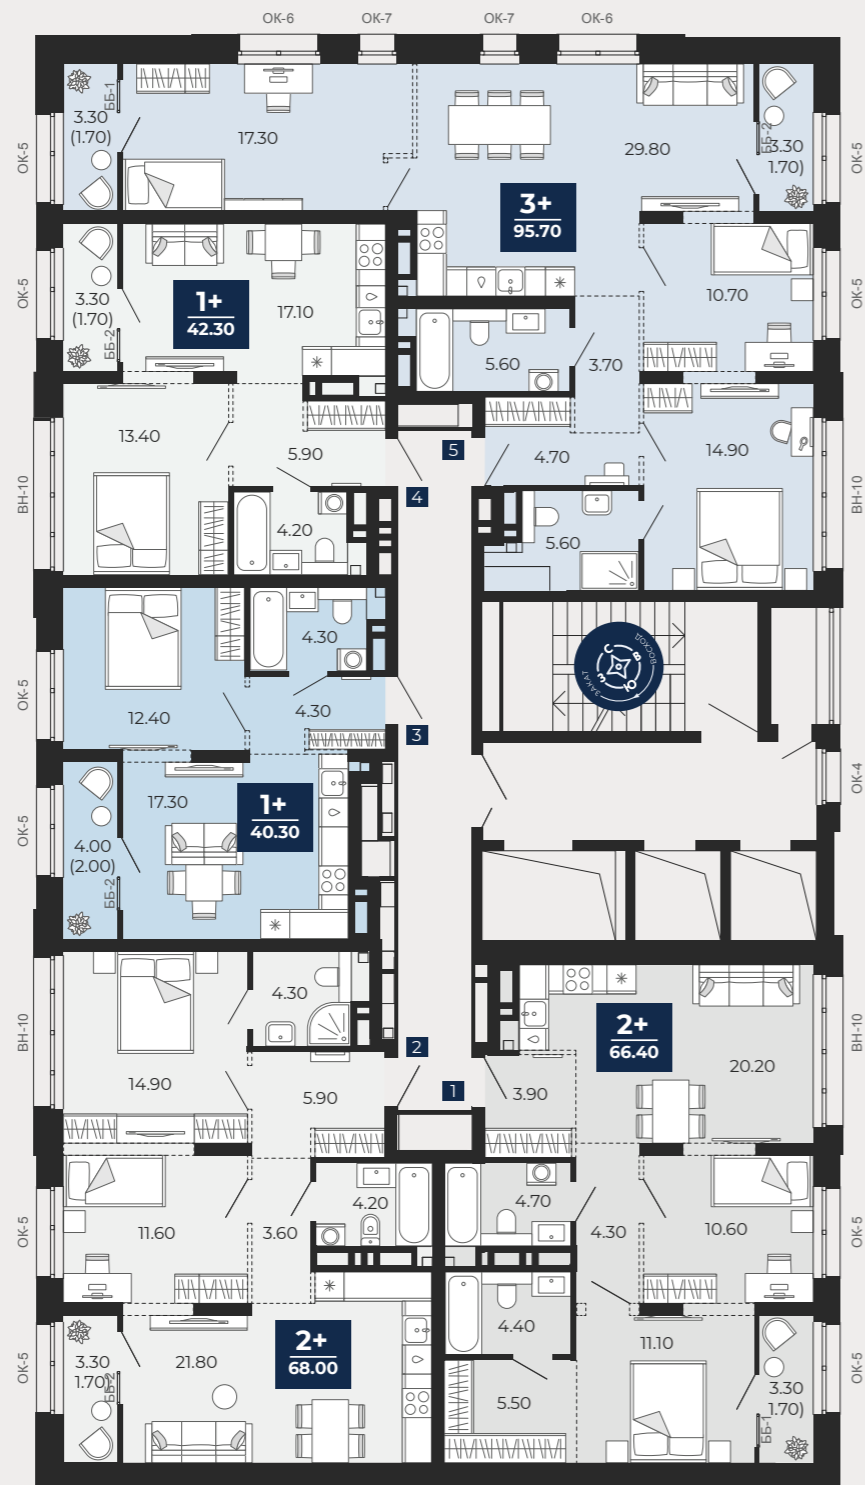 ОК-6
ОК-7
ОК-7
ОК-6
ОК-5
3.30
(1.70)
ББ-1
17.30
29.80
ББ-2
3.30
1.70)
ОК-5
3+
95.70
ОК-5
3.30
(1.70)
ББ-2
1+
42.30
17.10
10.70
ОК-5
5.60
3.70
ВН-10
13.40
5.90
5
4.70
14.90
ВН-10
4
4.20
5.60
4.30
ОК-5
12.40
4.30
3
С
В
Ю
З
ВОСХОД
ЗАКАТ
ОК-4
ОК-5
17.30
1+
40.30
4.00
(2.00)
ББ-2
4.30
ВН-10
2+
66.40
ВН-10
2
20.20
14.90
5.90
1
3.90
4.20
4.70
ОК-5
11.60
3.60
4.30
10.60
ОК-5
4.40
11.10
ОК-5
3.30
1.70)
ББ-2
21.80
2+
68.00
5.50
3.30
1.70)
ББ-1
ОК-5